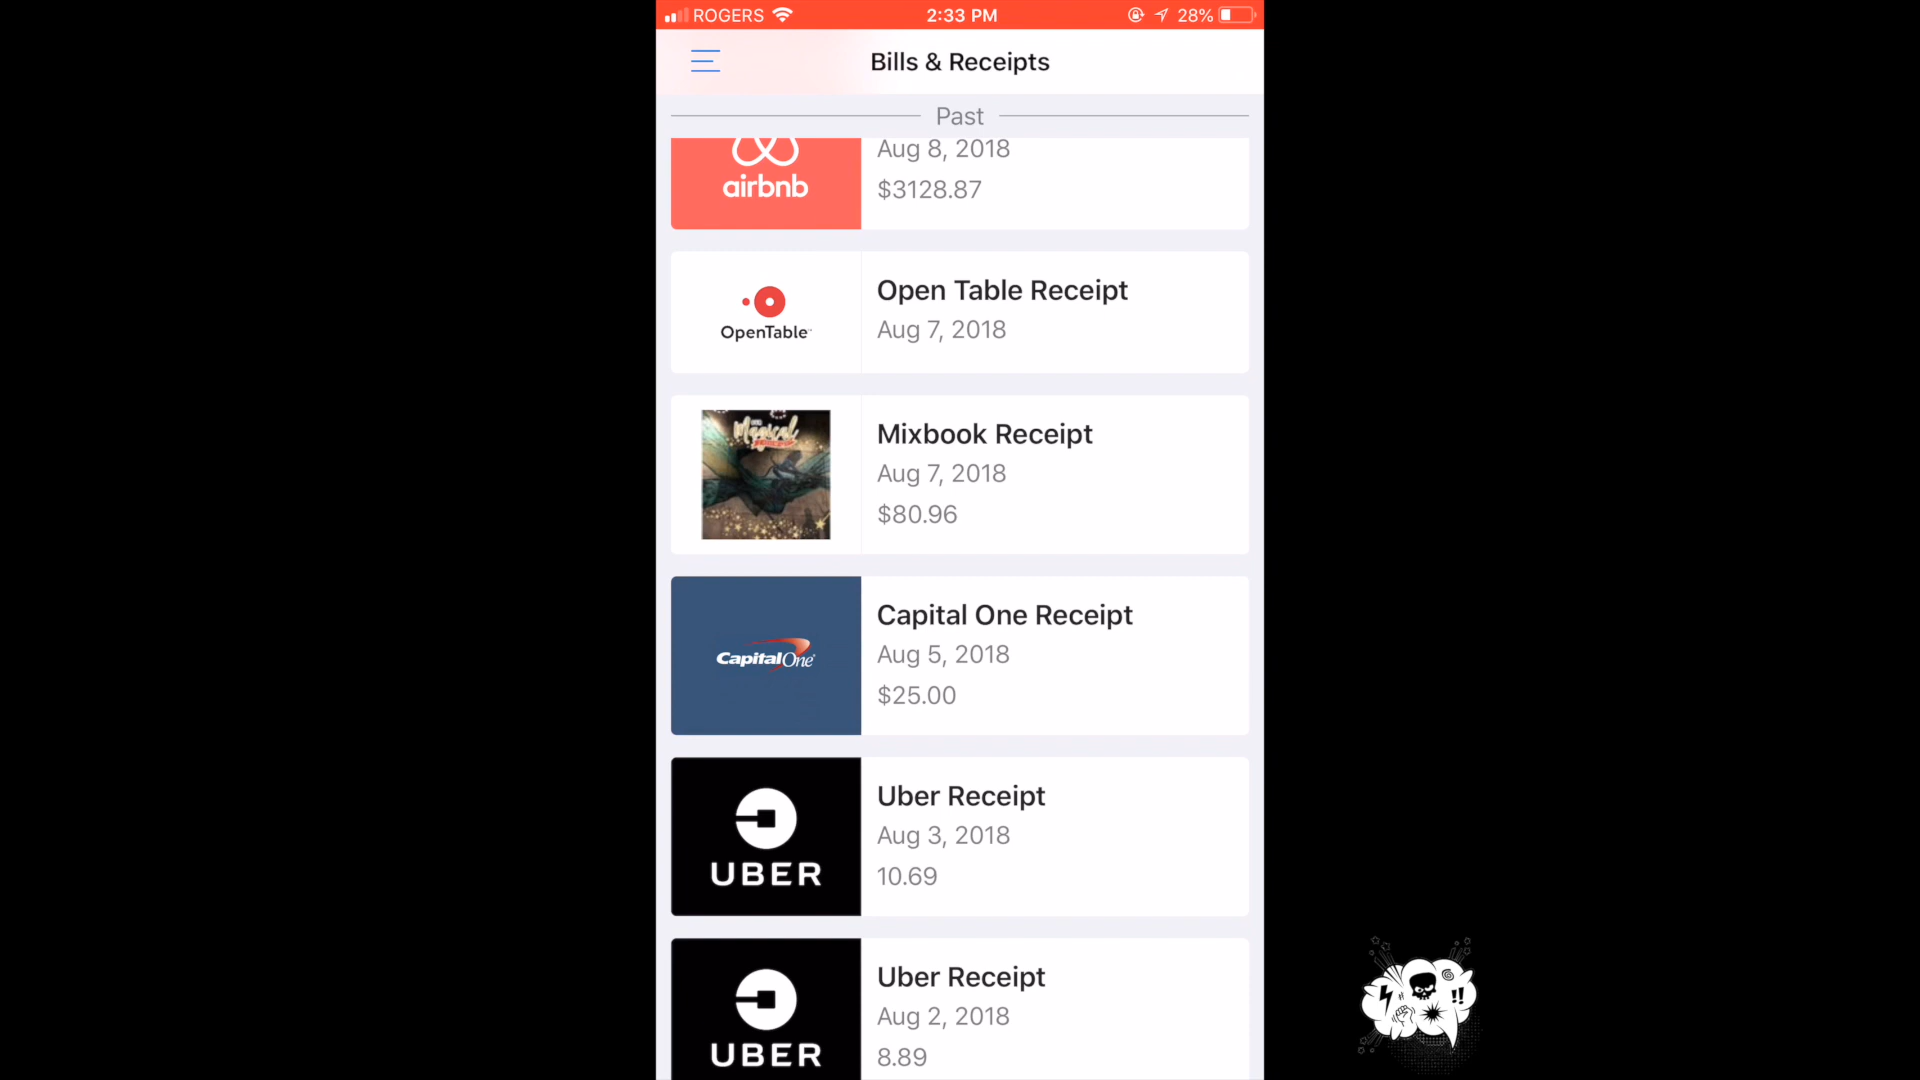 ROGERS 2:33 PM 28%
Bills & Receipts
Past
airbnb
Aug 8, 2018
$3128.87
OpenTable
Open Table Receipt
Aug 7, 2018
Magical
Mixbook Receipt
Aug 7, 2018
$80.96
CapitalOne
Capital One Receipt
Aug 5, 2018
$25.00
UBER
Uber Receipt
Aug 3, 2018
10.69
UBER
Uber Receipt
Aug 2, 2018
8.89
!!